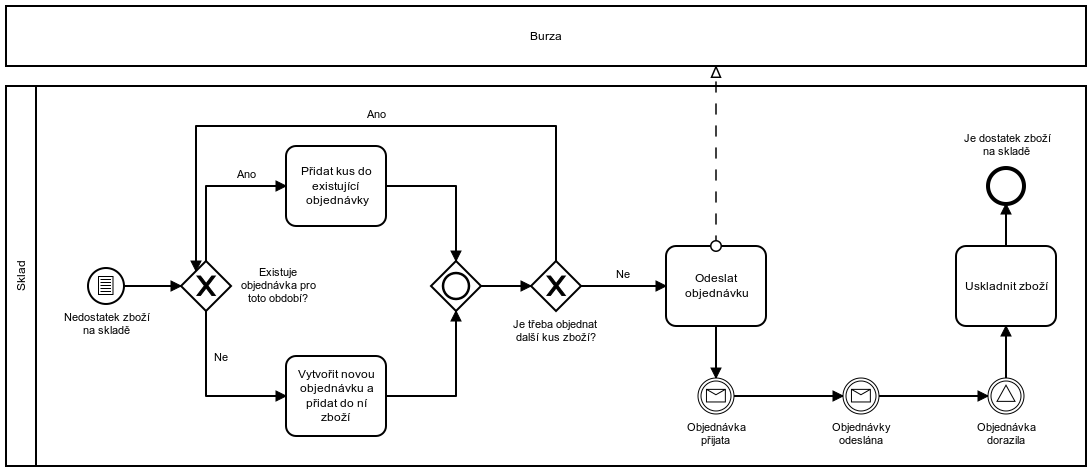 Burza
Sklad
Ano
Přidat kus do
existující
objednávky
Ano
Existuje
objednávka pro
toto období?
Nedostatek zboží
na skladě
Ne
Vytvořit novou
objednávku a
přidat do ní
zboží
Je třeba objednat
další kus zboží?
Ne
Odeslat
objednávku
Objednávka
přijata
Objednávky
odeslána
Objednávka
dorazila
Uskladnit zboží
Je dostatek zboží
na skladě